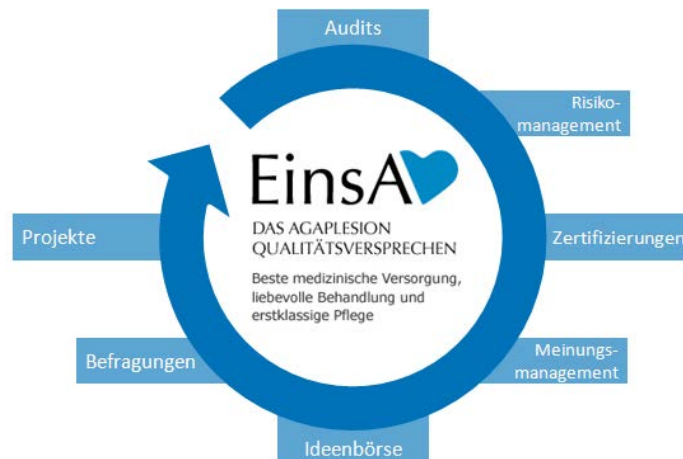 Audits
Risiko-
management
Zertifizierungen
Meinungs-
management
Ideenbörse
Befragungen
Projekte
EinsA
DAS AGAPLESION
QUALITÄTSVERSPRECHEN
Beste medizinische Versorgung,
liebevolle Behandlung und
erstklassige Pflege